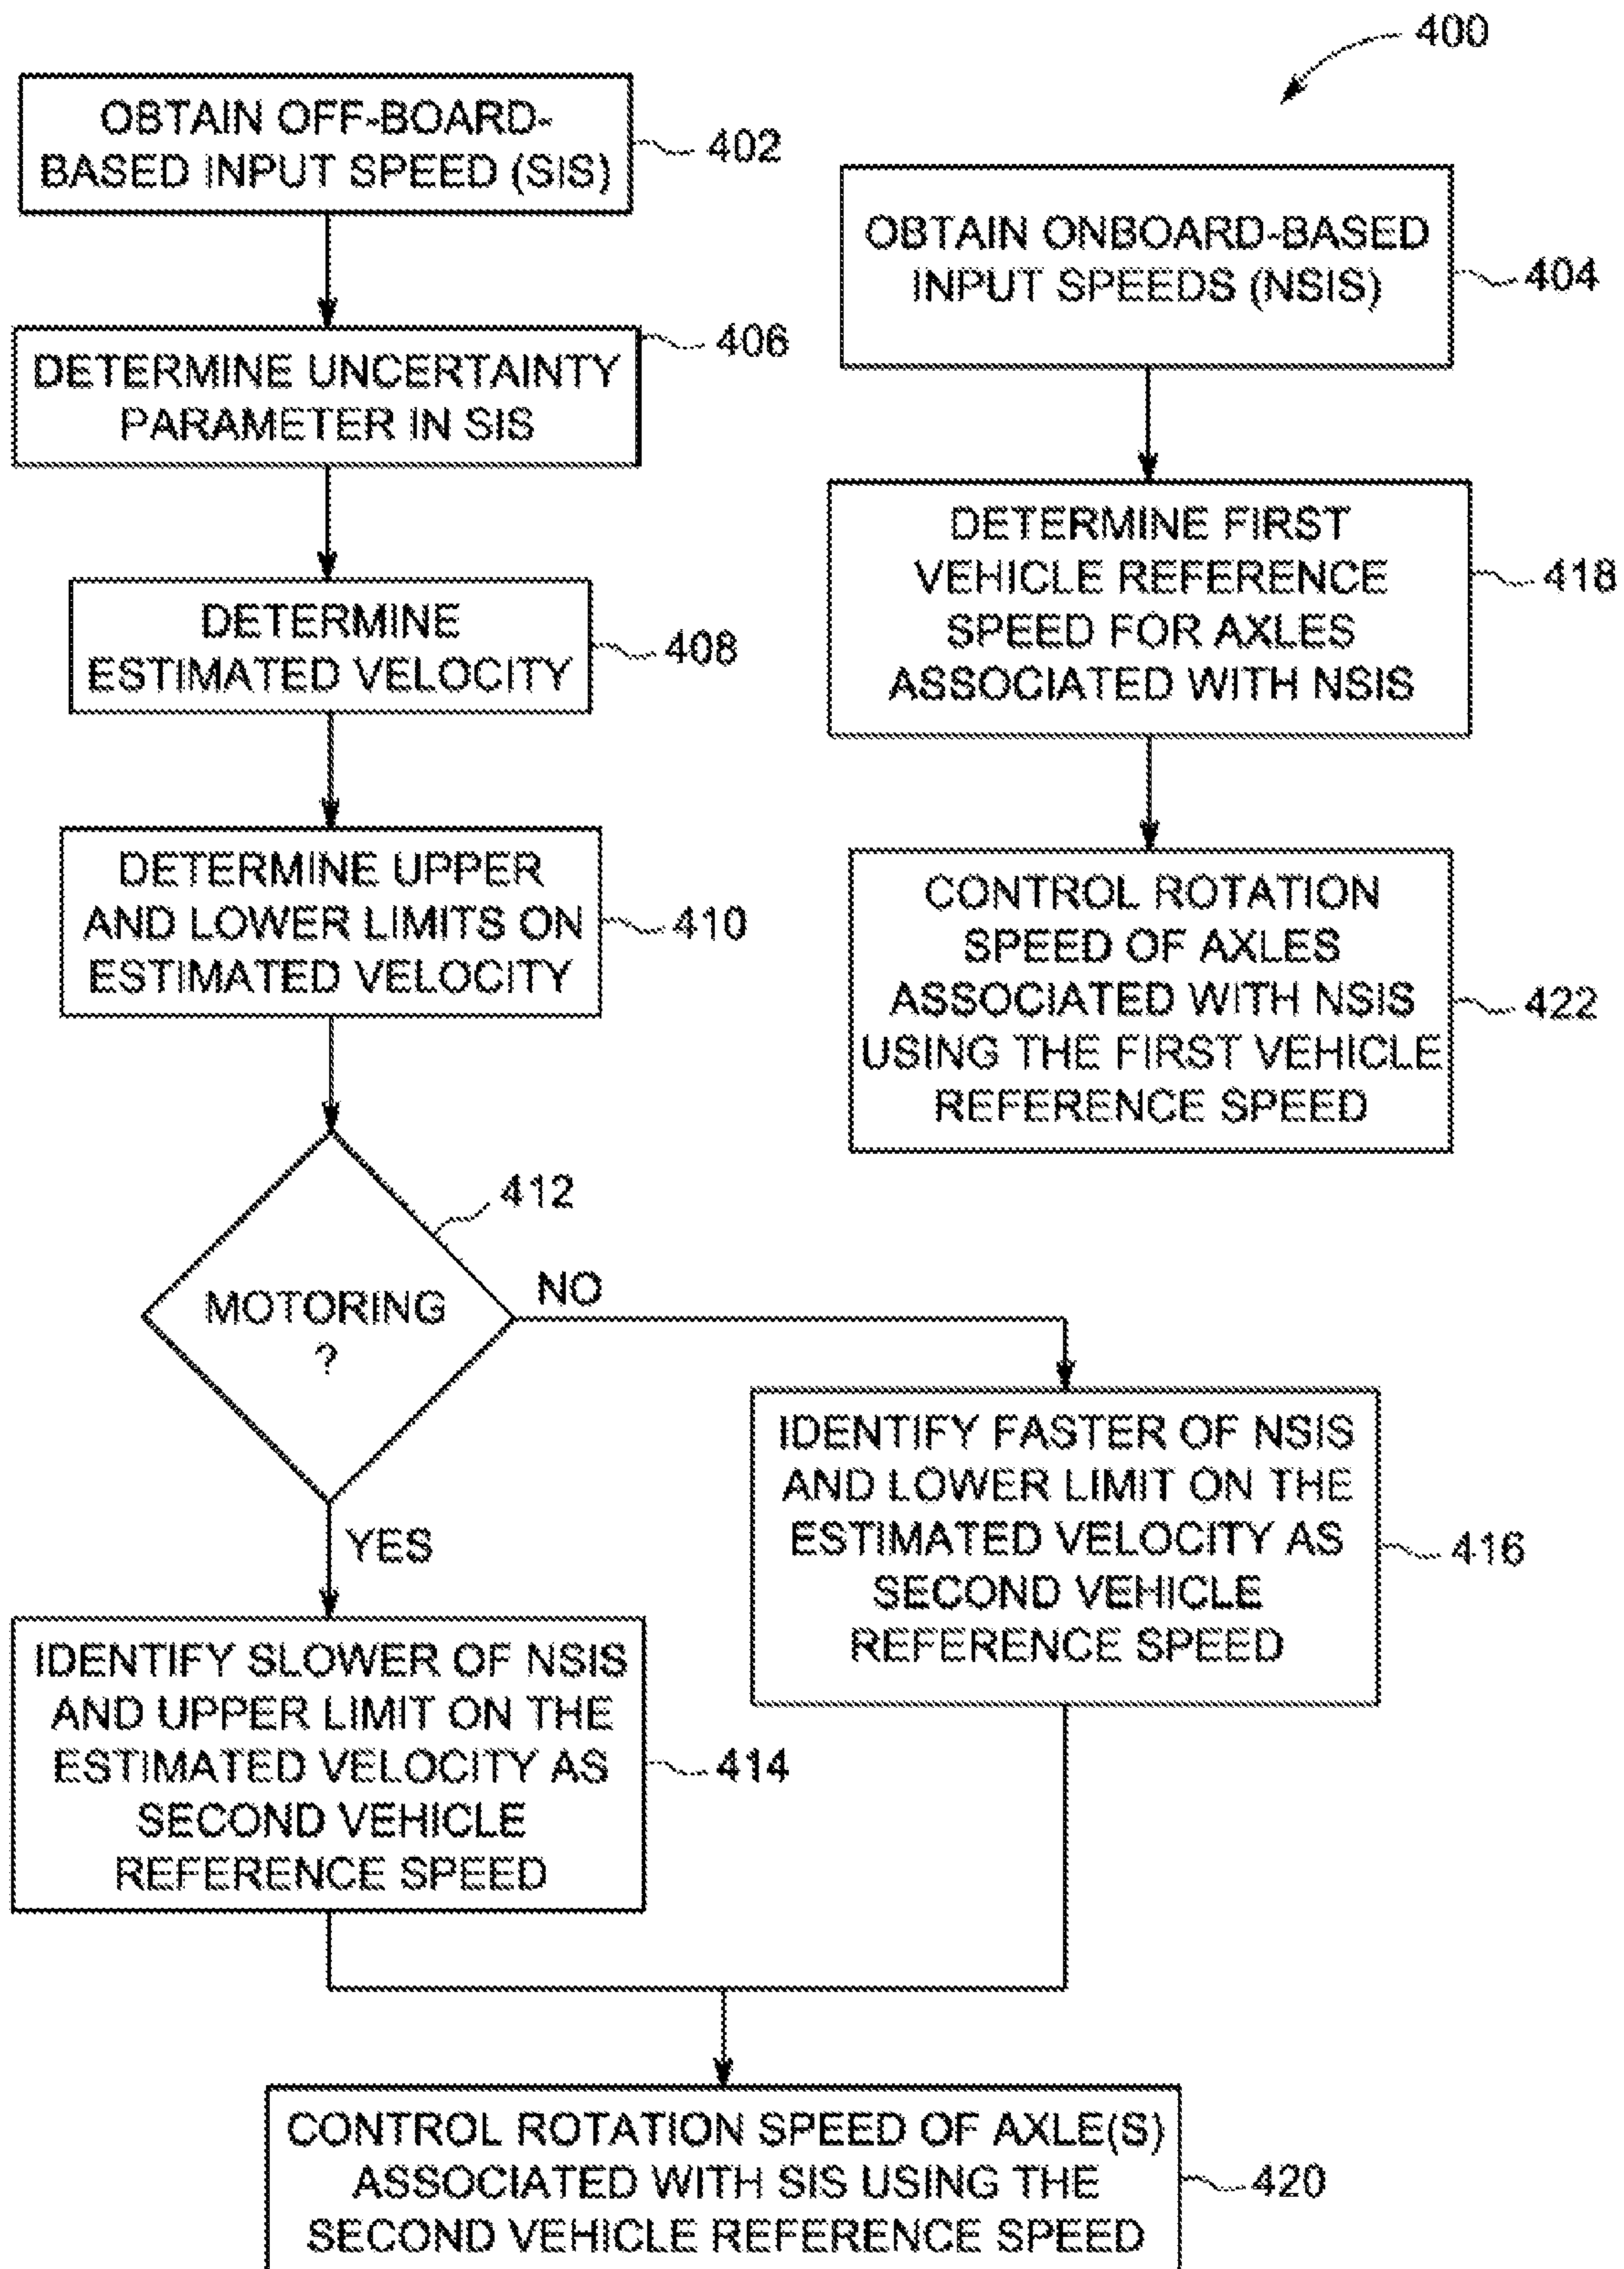 400
OBTAIN OFF-BOARD-
BASED INPUT SPEED (SIS)
402
OBTAIN ONBOARD-BASED
INPUT SPEEDS (NSIS)
404
DETERMINE UNCERTAINTY
PARAMETER IN SIS
406
DETERMINE FIRST
VEHICLE REFERENCE
SPEED FOR AXLES
ASSOCIATED WITH NSIS
418
DETERMINE
ESTIMATED VELOCITY
408
DETERMINE UPPER
AND LOWER LIMITS ON
ESTIMATED VELOCITY
410
CONTROL ROTATION
SPEED OF AXLES
ASSOCIATED WITH NSIS
USING THE FIRST VEHICLE
REFERENCE SPEED
422
MOTORING
?
412
NO
YES
IDENTIFY FASTER OF NSIS
AND LOWER LIMIT ON THE
ESTIMATED VELOCITY AS
SECOND VEHICLE
REFERENCE SPEED
416
IDENTIFY SLOWER OF NSIS
AND UPPER LIMIT ON THE
ESTIMATED VELOCITY AS
SECOND VEHICLE
REFERENCE SPEED
414
CONTROL ROTATION SPEED OF AXLE(S)
ASSOCIATED WITH SIS USING THE
SECOND VEHICLE REFERENCE SPEED
420